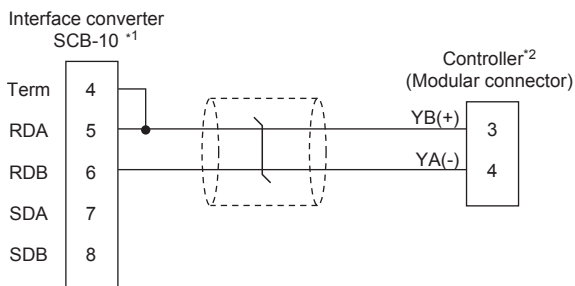 Interface converter
SCB-10 *1
Controller*2
(Modular connector)
Term 4
RDA 5 YB(+) 3
RDB 6 YA(-) 4
SDA 7
SDB 8